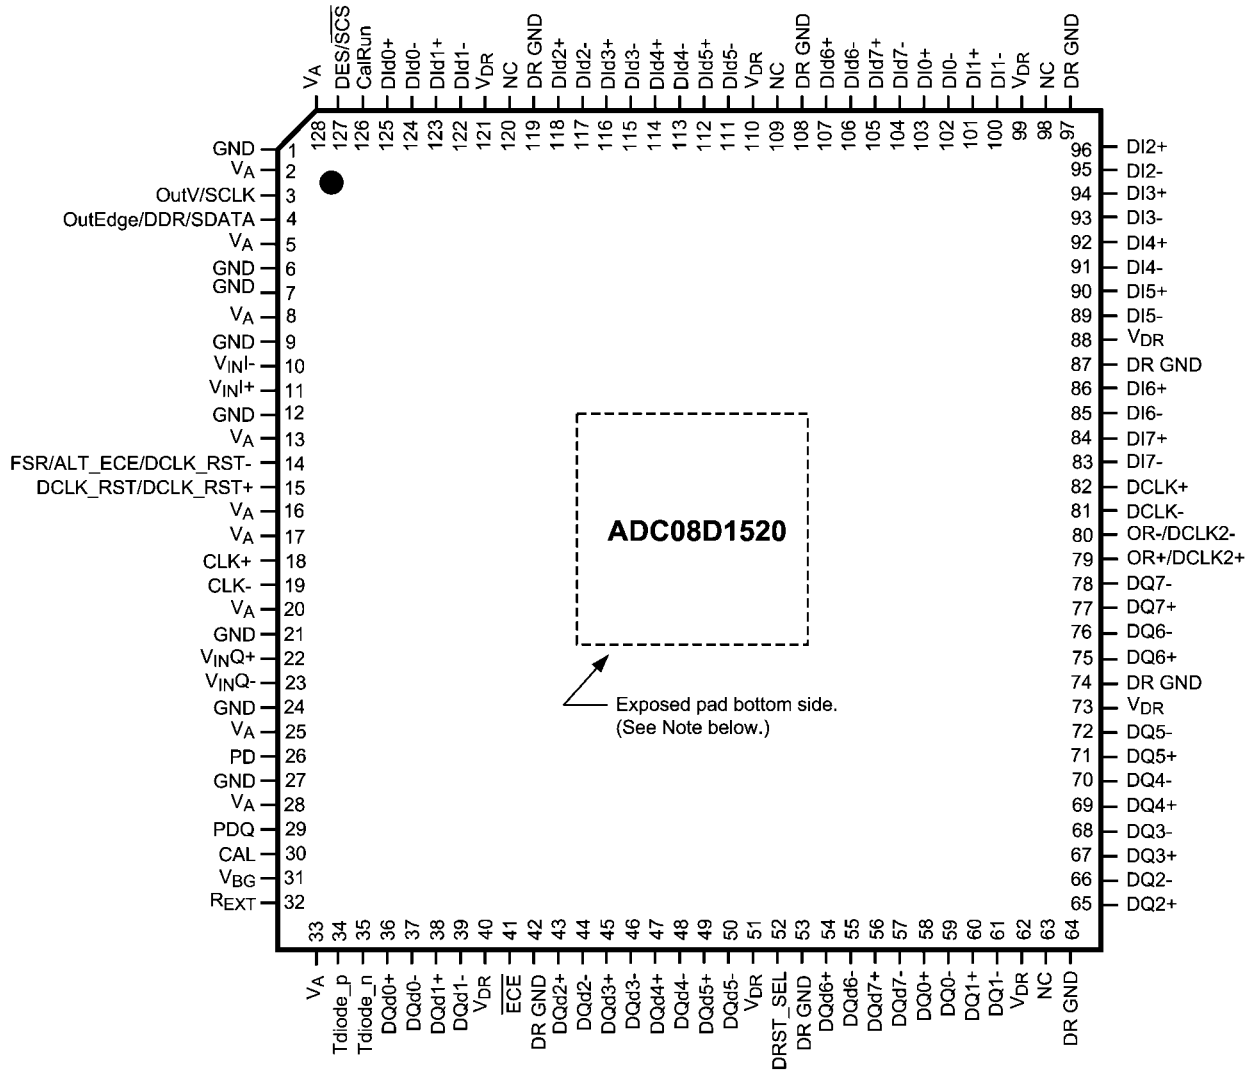 VA
DES/SCS
CalRun
DId0+
DId0-
DId1+
DId1-
VDR
NC
DR GND
DId2+
DId2-
DId3+
DId3-
DId4+
DId4-
DId5+
DId5-
VDR
NC
DR GND
DId6+
DId6-
DId7+
DId7-
DI0+
DI0-
DI1+
DI1-
VDR
NC
DR GND
128
127
126
125
124
123
122
121
120
119
118
117
116
115
114
113
112
111
110
109
108
107
106
105
104
103
102
101
100
99
98
97
GND 1
VA 2
OutV/SCLK 3
OutEdge/DDR/SDATA 4
VA 5
GND 6
GND 7
VA 8
GND 9
VINI- 10
VINI+ 11
GND 12
VA 13
FSR/ALT_ECE/DCLK_RST- 14
DCLK_RST/DCLK_RST+ 15
VA 16
VA 17
CLK+ 18
CLK- 19
VA 20
GND 21
VINQ+ 22
VINQ- 23
GND 24
VA 25
PD 26
GND 27
VA 28
PDQ 29
CAL 30
VBG 31
REXT 32
ADC08D1520
Exposed pad bottom side.
(See Note below.)
96 DI2+
95 DI2-
94 DI3+
93 DI3-
92 DI4+
91 DI4-
90 DI5+
89 DI5-
88 VDR
87 DR GND
86 DI6+
85 DI6-
84 DI7+
83 DI7-
82 DCLK+
81 DCLK-
80 OR-/DCLK2-
79 OR+/DCLK2+
78 DQ7-
77 DQ7+
76 DQ6-
75 DQ6+
74 DR GND
73 VDR
72 DQ5-
71 DQ5+
70 DQ4-
69 DQ4+
68 DQ3-
67 DQ3+
66 DQ2-
65 DQ2+
33
34
35
36
37
38
39
40
41
42
43
44
45
46
47
48
49
50
51
52
53
54
55
56
57
58
59
60
61
62
63
64
VA
Tdiode_p
Tdiode_n
DQd0+
DQd0-
DQd1+
DQd1-
VDR
ECE
DR GND
DQd2+
DQd2-
DQd3+
DQd3-
DQd4+
DQd4-
DQd5+
DQd5-
VDR
DRST_SEL
DR GND
DQd6+
DQd6-
DQd7+
DQd7-
DQ0+
DQ0-
DQ1+
DQ1-
VDR
NC
DR GND